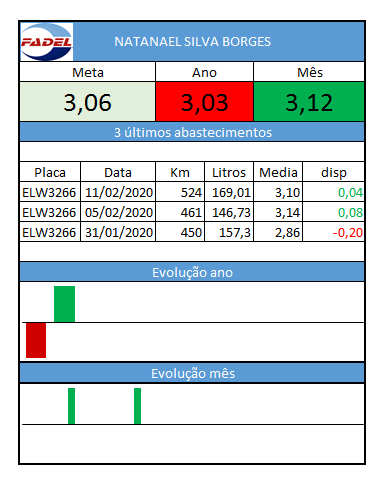 FADEL
NATANAEL SILVA BORGES
Meta Ano Mês
3,06 3,03 3,12
3 últimos abastecimentos
Placa Data Km Litros Media disp
ELW3266 11/02/2020 524 169,01 3,10 0,04
ELW3266 05/02/2020 461 146,73 3,14 0,08
ELW3266 31/01/2020 450 157,3 2,86 -0,20
Evolução ano
Evolução mês